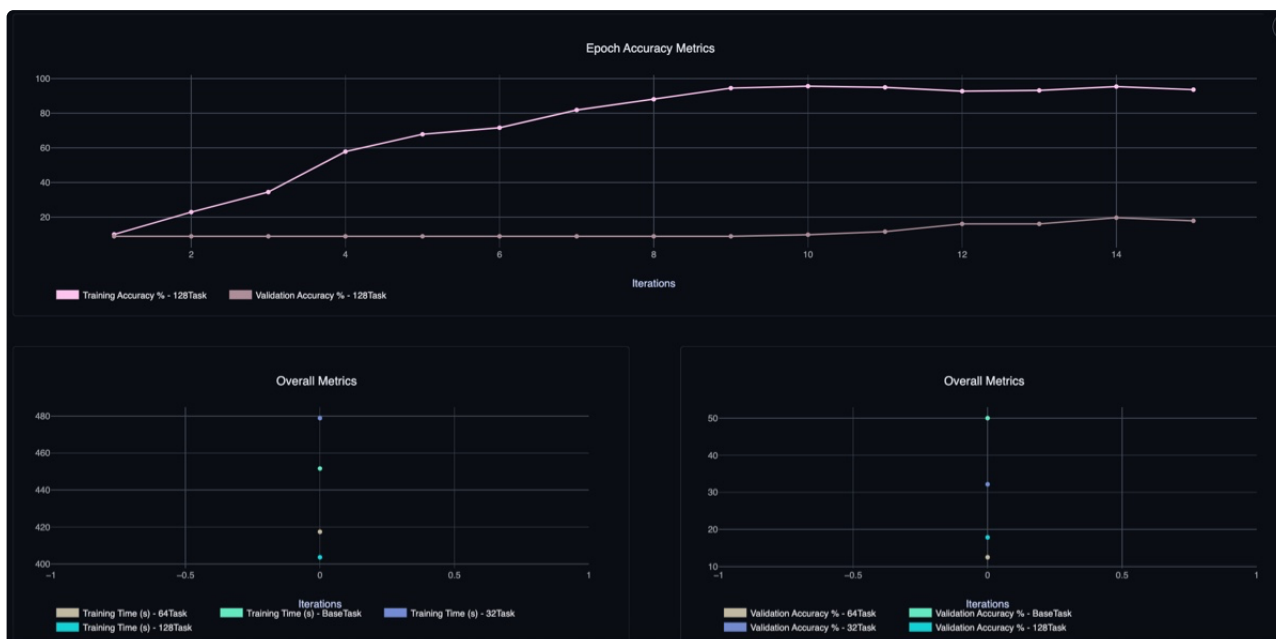 Epoch Accuracy Metrics
100
80
60
40
20
2 4 6 8 10 12 14
Iterations
Training Accuracy % - 128Task Validation Accuracy % - 128Task
Overall Metrics
480
460
440
420
400
−1 −0.5 0 0.5 1
Iterations
Training Time (s) - 64Task Training Time (s) - BaseTask Training Time (s) - 32Task
Training Time (s) - 128Task
Overall Metrics
50
40
30
20
10
−1 −0.5 0 0.5 1
Iterations
Validation Accuracy % - 64Task Validation Accuracy % - BaseTask
Validation Accuracy % - 32Task Validation Accuracy % - 128Task